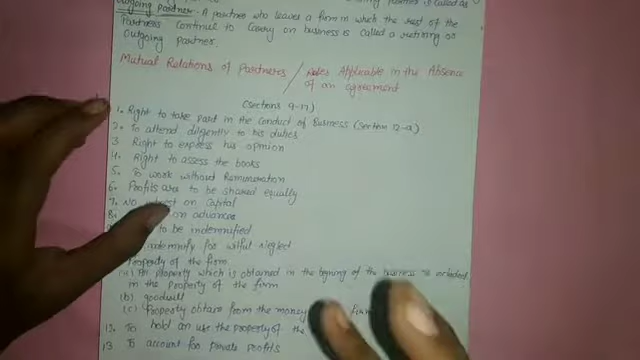 Outgoing Partner: A partner who leaves a firm in which the rest of the
Partners continue to carry on business is called a retiring or
Outgoing Partner.
Mutual Relations of Partners / Rules Applicable in the Absence
of an agreement
(Sections 9-17)
1. Right to take part in the Conduct of Business (Section 12-a)
2. To attend diligently to his duties
3 Right to express his opinion
4. Right to assess the books
5. To work without Remuneration
6. Profits are to be shared equally
7. No on Capital
8. on advances
to be indemnified
indemnify for wilful neglect
Property of the firm
(a) All property which is obtained in the of the business is included
in the property of the firm
(b) goodwill
(c) Property obtain from the money
12. To hold an use the property of the
13 To account for private profits